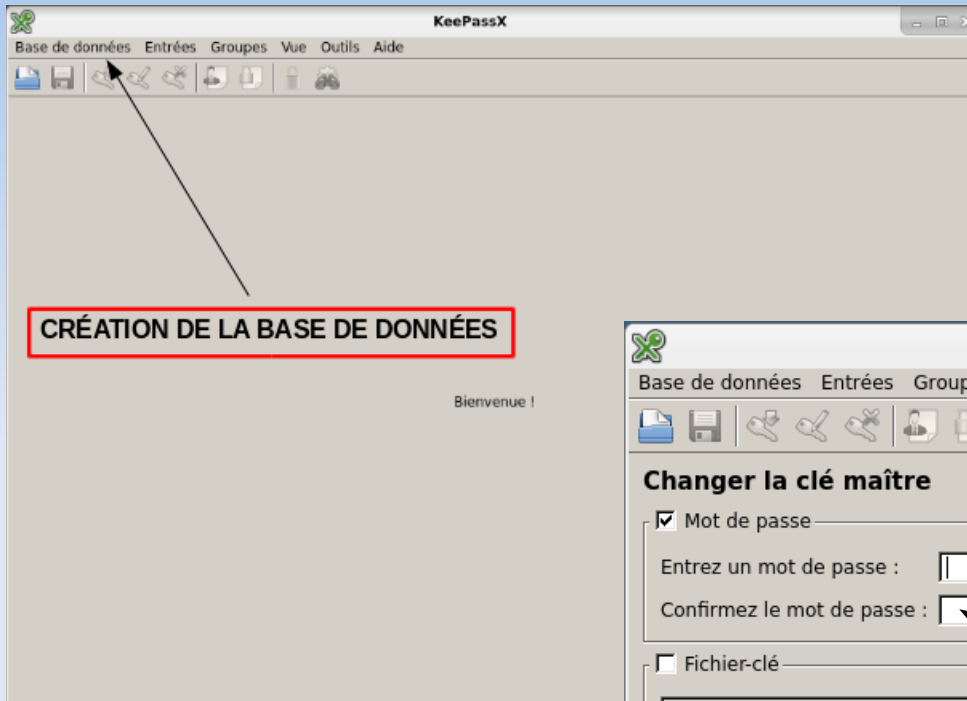 KeePassX
Base de données Entrées Groupes Vue Outils Aide
CRÉATION DE LA BASE DE DONNÉES
Bienvenue !
Base de données Entrées Group
Changer la clé maître
Mot de passe
Entrez un mot de passe :
Confirmez le mot de passe :
Fichier-clé